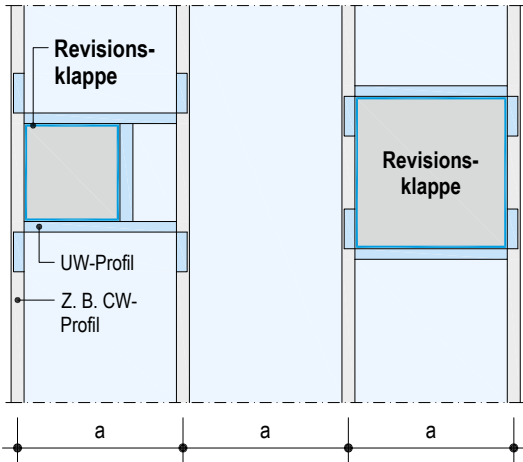 Revisions-
klappe
Revisions-
klappe
UW-Profil
Z. B. CW-
Profil
a
a
a